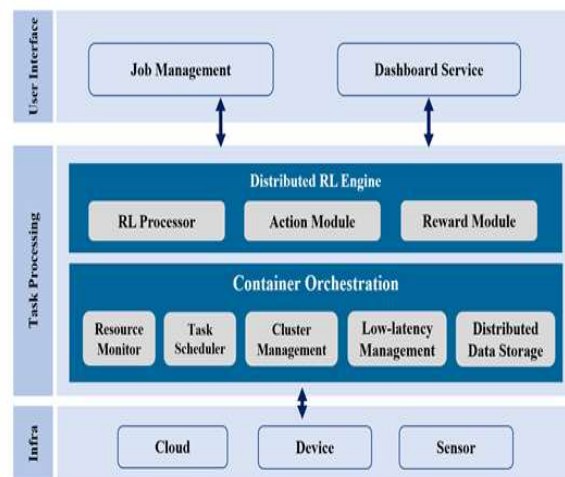 User Interface
Job Management
Dashboard Service
Task Processing
Distributed RL Engine
RL Processor
Action Module
Reward Module
Container Orchestration
Resource
Monitor
Task
Scheduler
Cluster
Management
Low-latency
Management
Distributed
Data Storage
Infra
Cloud
Device
Sensor